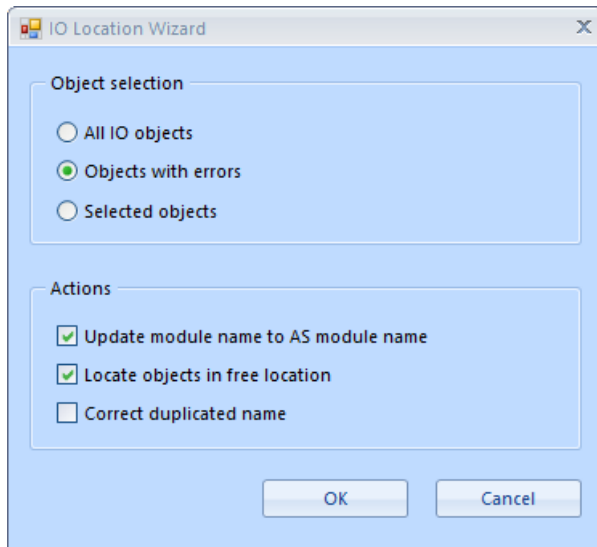 IO Location Wizard
Object selection
All IO objects
Objects with errors
Selected objects
Actions
Update module name to AS module name
Locate objects in free location
Correct duplicated name
OK Cancel